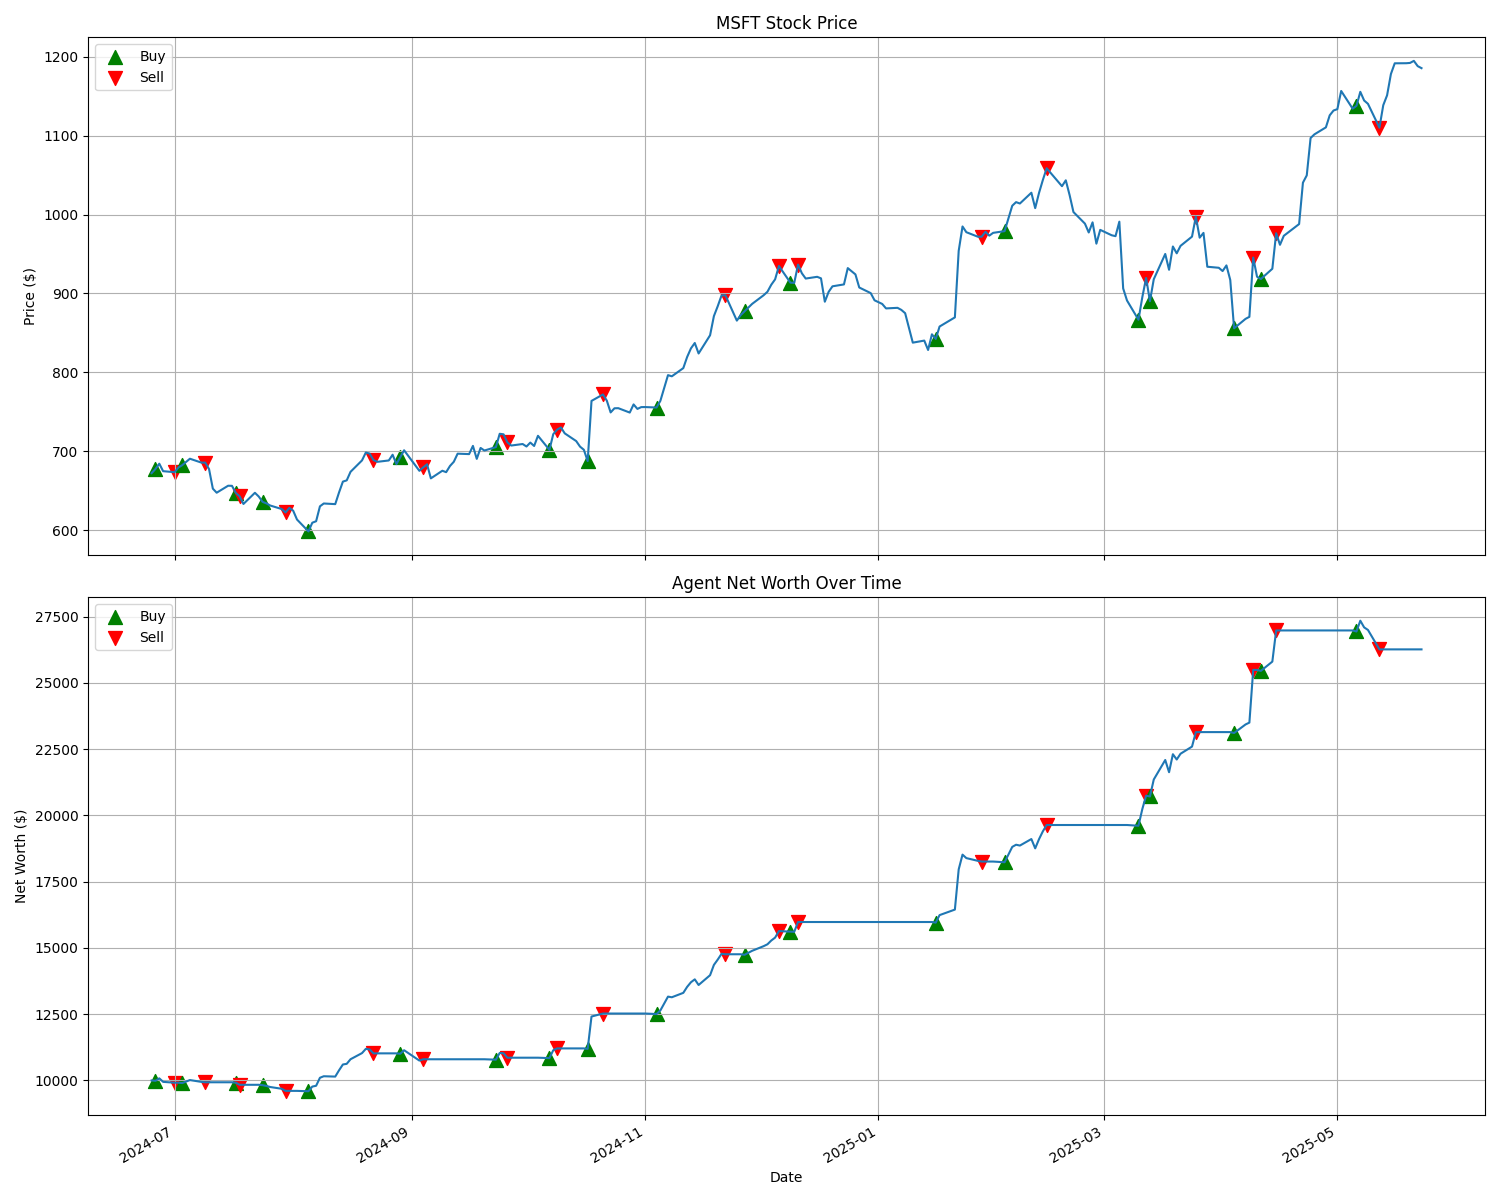 MSFT Stock Price
Buy
Sell
1200
1100
1000
900
800
700
600
Price ($)
Agent Net Worth Over Time
Buy
Sell
27500
25000
22500
20000
17500
15000
12500
10000
Net Worth ($)
2024-07
2024-09
2024-11
2025-01
2025-03
2025-05
Date